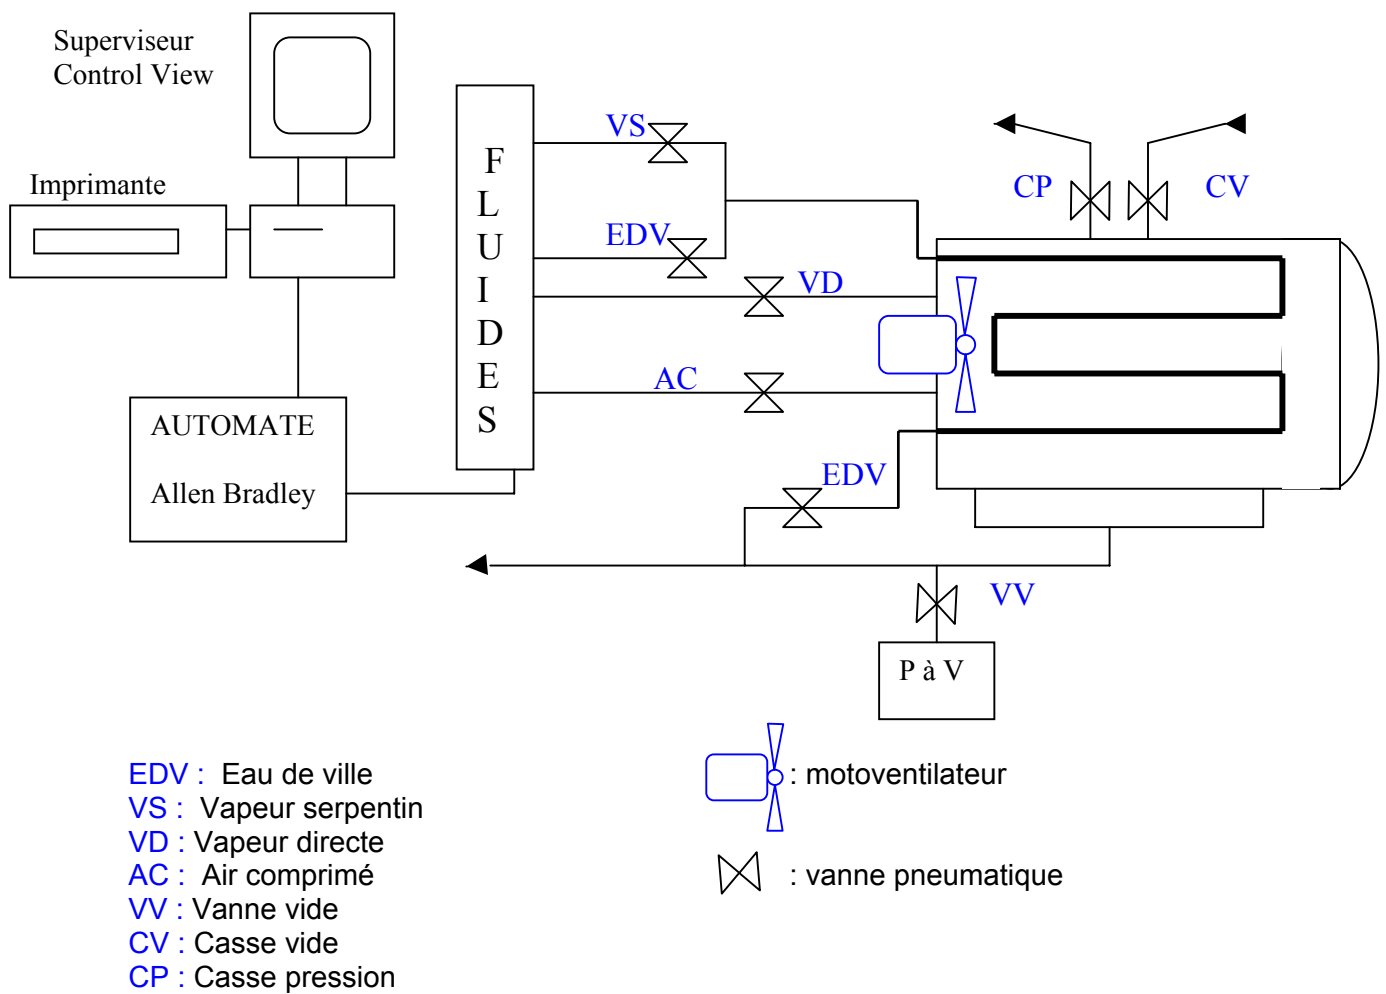 Superviseur
Control View
Imprimante
AUTOMATE
Allen Bradley
FLUIDES
VS
EDV
VD
AC
EDV
CP
CV
VV
P à V
EDV : Eau de ville
VS : Vapeur serpentin
VD : Vapeur directe
AC : Air comprimé
VV : Vanne vide
CV : Casse vide
CP : Casse pression
: motoventilateur
: vanne pneumatique